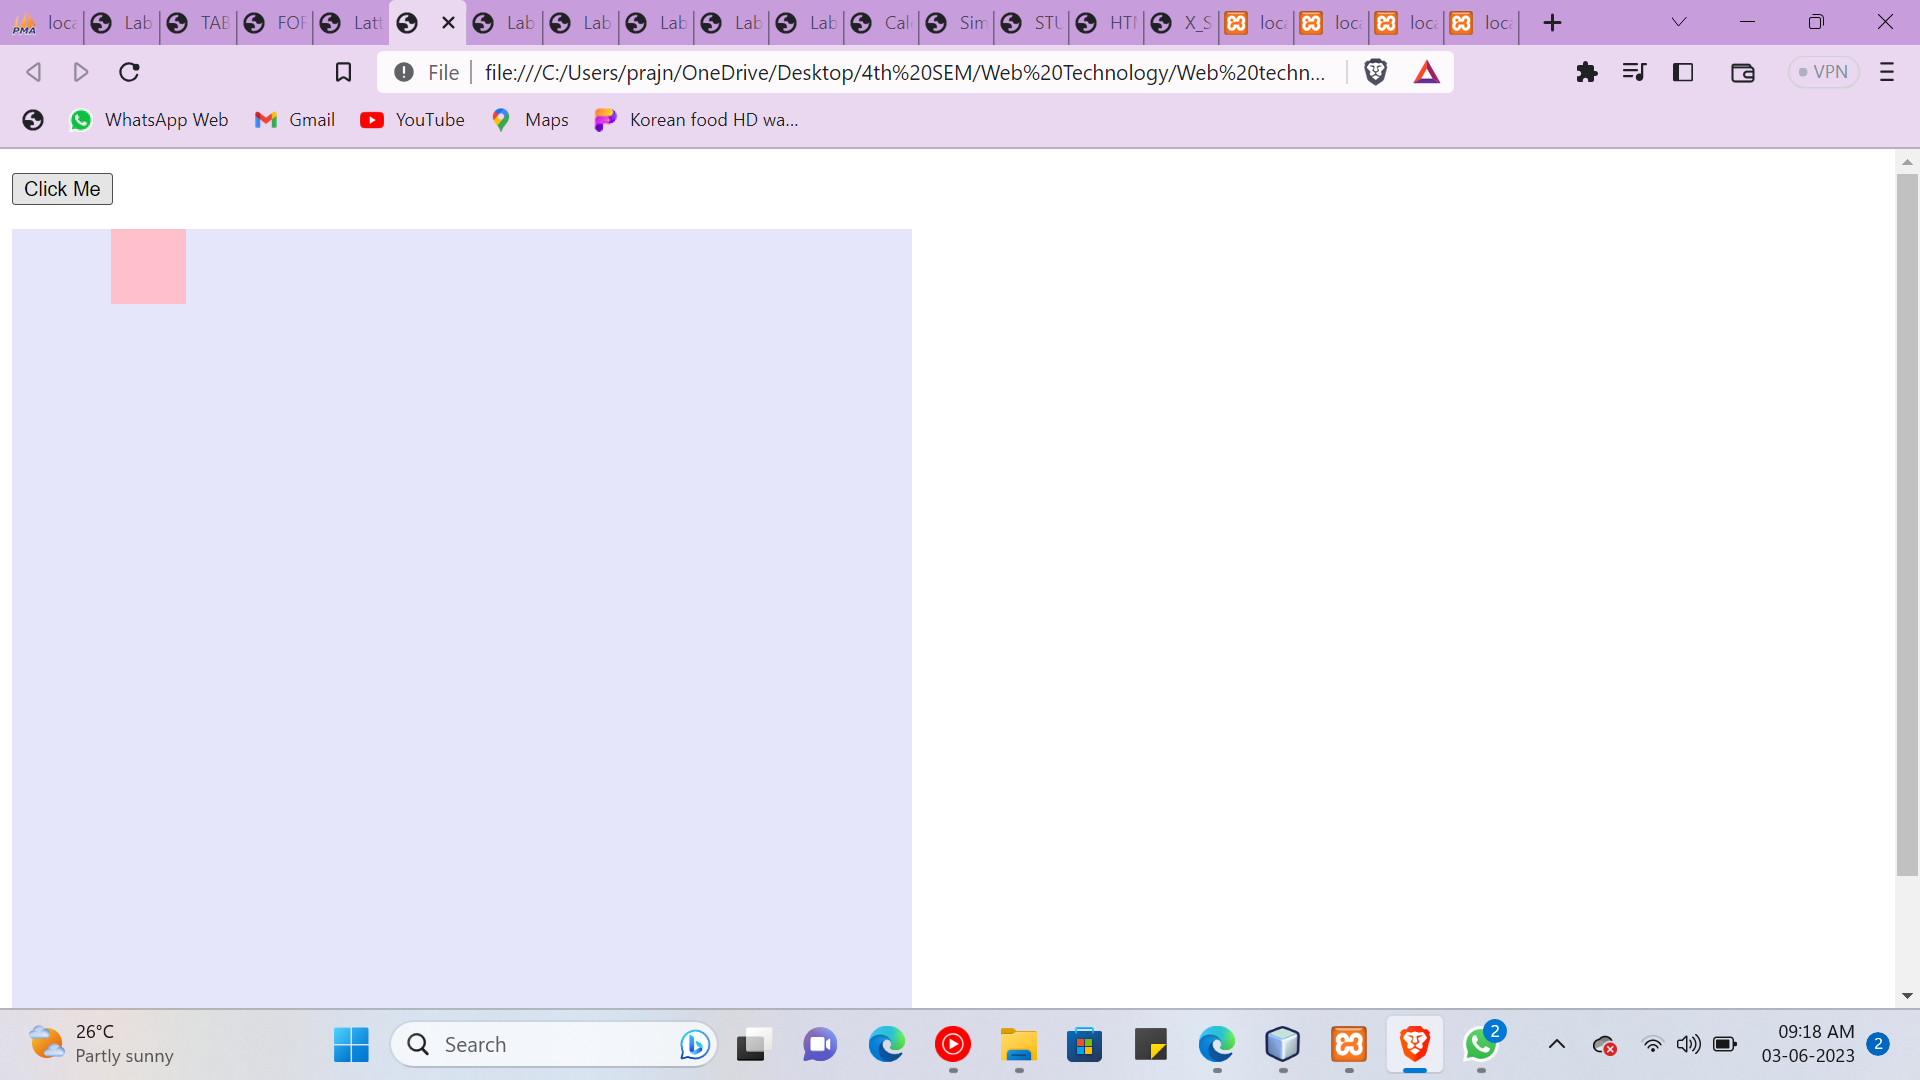 PMA
loca
Lab
TAB
FOR
Latt
Lab
Lab
Lab
Lab
Lab
Calc
Sim
STU
HTM
X_S
loca
loca
loca
loca
File
file:///C:/Users/prajn/OneDrive/Desktop/4th%20SEM/Web%20Technology/Web%20techn...
VPN
WhatsApp Web
Gmail
YouTube
Maps
Korean food HD wa...
Click Me
26°C
Partly sunny
Search
2
09:18 AM
03-06-2023
2